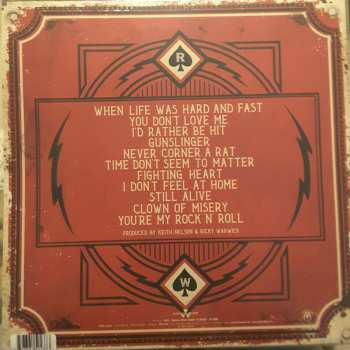 R
WHEN LIFE WAS HARD AND FAST
YOU DON'T LOVE ME
I'D RATHER BE HIT
GUNSLINGER
NEVER CORNER A RAT
TIME DON'T SEEM TO MATTER
FIGHTING HEART
I DON'T FEEL AT HOME
STILL ALIVE
CLOWN OF MISERY
YOU'RE MY ROCK N' ROLL
PRODUCED BY KEITH NELSON & RICKY WARWICK
W